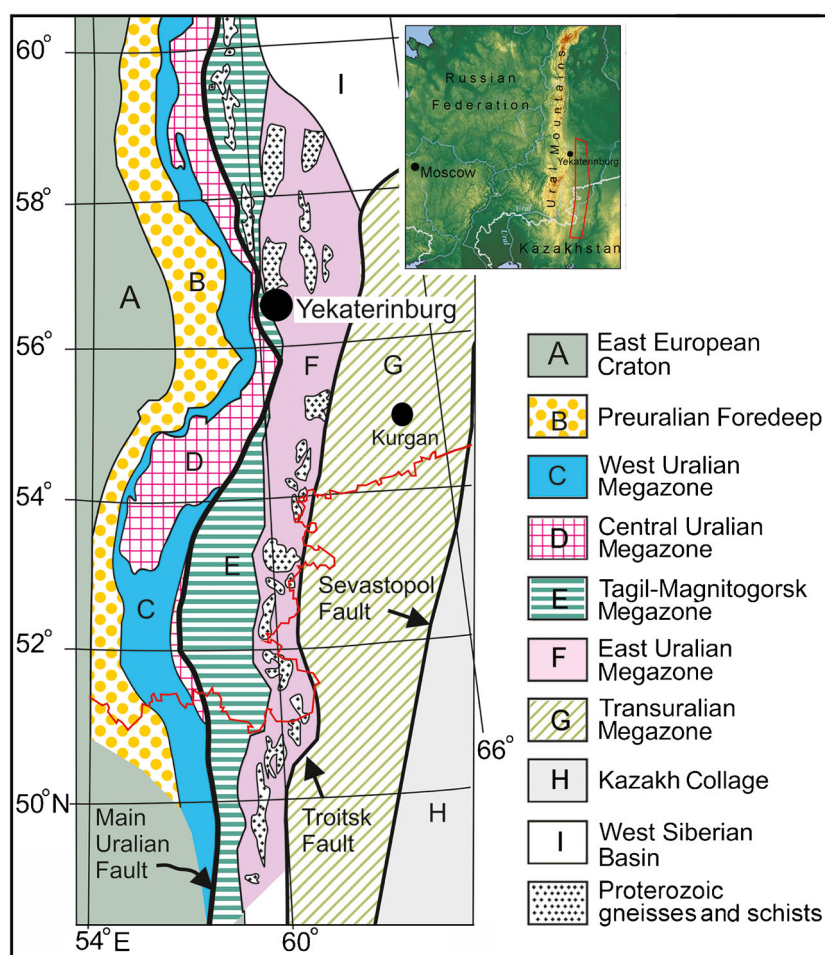 60°
58°
56°
54°
52°
50°N
54°E
60°
66°
A
B
C
D
E
F
G
H
I
Yekaterinburg
Kurgan
Sevastopol
Fault
Troitsk
Fault
Main
Uralian
Fault
Russian
Federation
Ural Mountains
Yekaterinburg
Moscow
Ural
Ural
Kazakhstan
A East European
Craton
B Preuralian Foredeep
C West Uralian
Megazone
D Central Uralian
Megazone
E Tagil-Magnitogorsk
Megazone
F East Uralian
Megazone
G Transuralian
Megazone
H Kazakh Collage
I West Siberian
Basin
Proterozoic
gneisses and schists